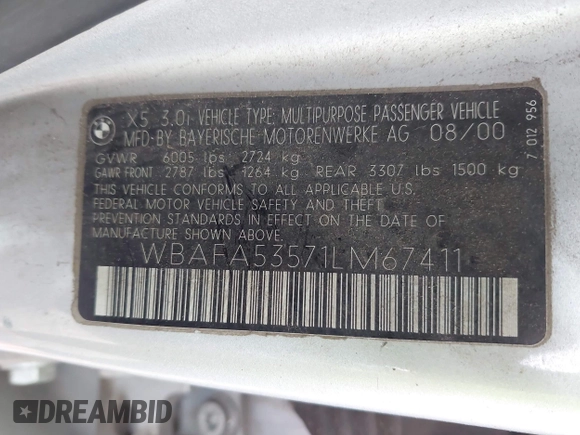 BMW
X5 3.0i VEHICLE TYPE: MULTIPURPOSE PASSENGER VEHICLE
MFD·BY BAYERISCHE MOTORENWERKE AG 08/00
GVWR 6005 lbs 2724 kg
GAWR FRONT 2787 lbs 1264 kg REAR 3307 lbs 1500 kg
THIS VEHICLE CONFORMS TO ALL APPLICABLE U.S.
FEDERAL MOTOR VEHICLE SAFETY AND THEFT
PREVENTION STANDARDS IN EFFECT ON THE DATE OF
MANUFACTURE SHOWN ABOVE.
WBAFA53571LM67411
7 012 956
DREAMBID